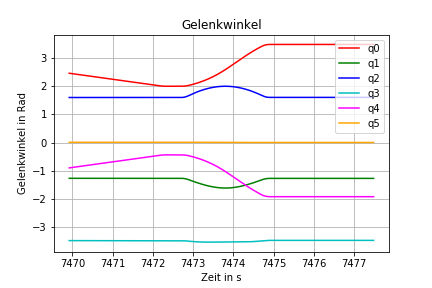 Gelenkwinkel
Gelenkwinkel in Rad
3
2
1
0
−1
−2
−3
q0
q1
q2
q3
q4
q5
7470 7471 7472 7473 7474 7475 7476 7477
Zeit in s